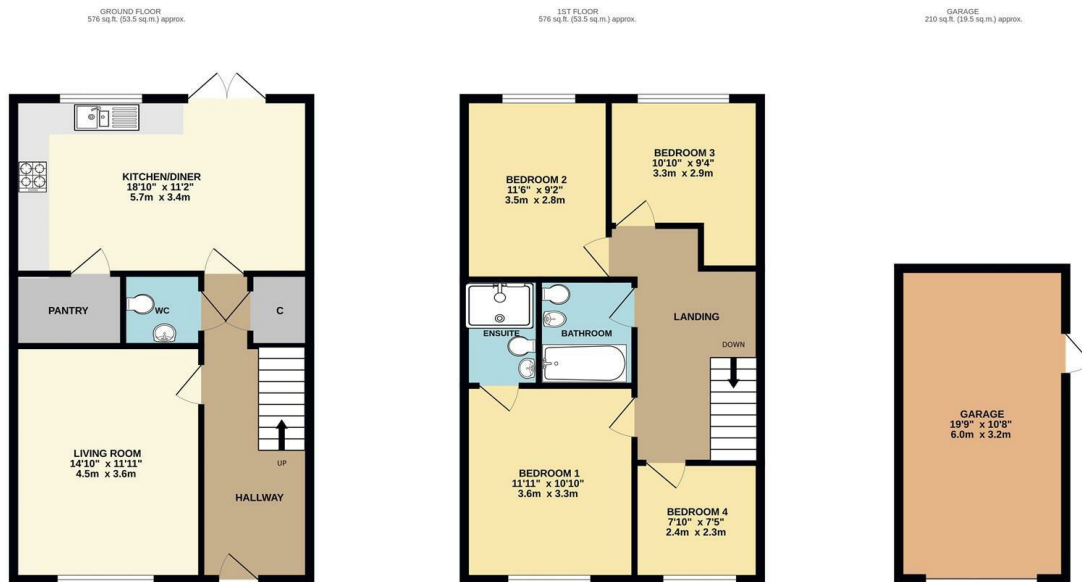 GROUND FLOOR
576 sq.ft. (53.5 sq.m.) approx.
KITCHEN/DINER
18'10" x 11'2"
5.7m x 3.4m
PANTRY
WC
C
LIVING ROOM
14'10" x 11'11"
4.5m x 3.6m
UP
HALLWAY
1ST FLOOR
576 sq.ft. (53.5 sq.m.) approx.
BEDROOM 2
11'6" x 9'2"
3.5m x 2.8m
BEDROOM 3
10'10" x 9'4"
3.3m x 2.9m
ENSUITE
BATHROOM
LANDING
DOWN
BEDROOM 1
11'11" x 10'10"
3.6m x 3.3m
BEDROOM 4
7'10" x 7'5"
2.4m x 2.3m
GARAGE
210 sq.ft. (19.5 sq.m.) approx.
GARAGE
19'9" x 10'8"
6.0m x 3.2m